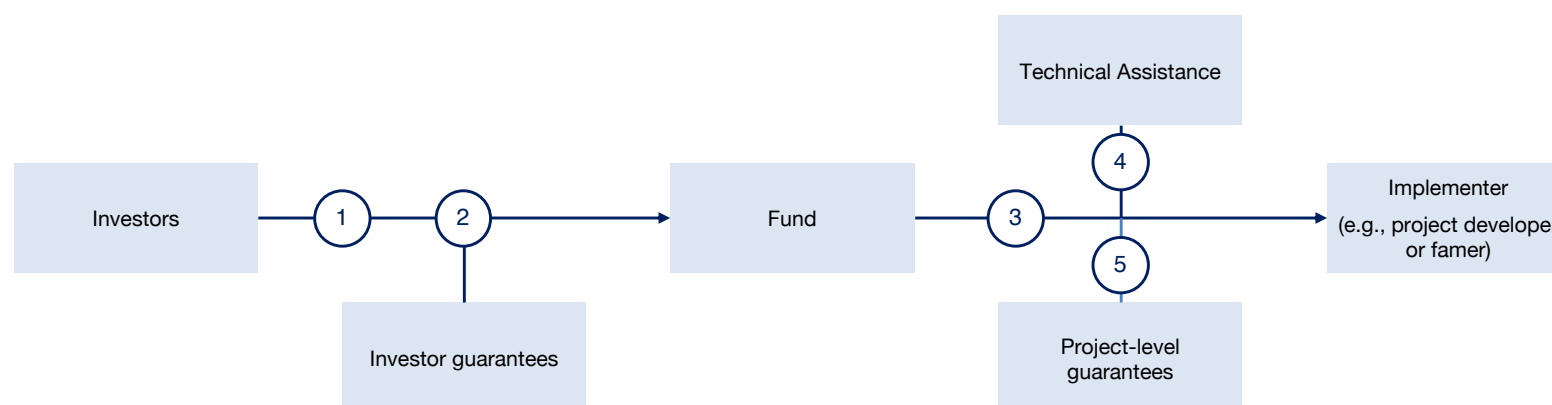 Technical Assistance
4
Investors
1
2
Fund
3
Implementer
(e.g., project develope
or famer)
5
Investor guarantees
Project-level
guarantees